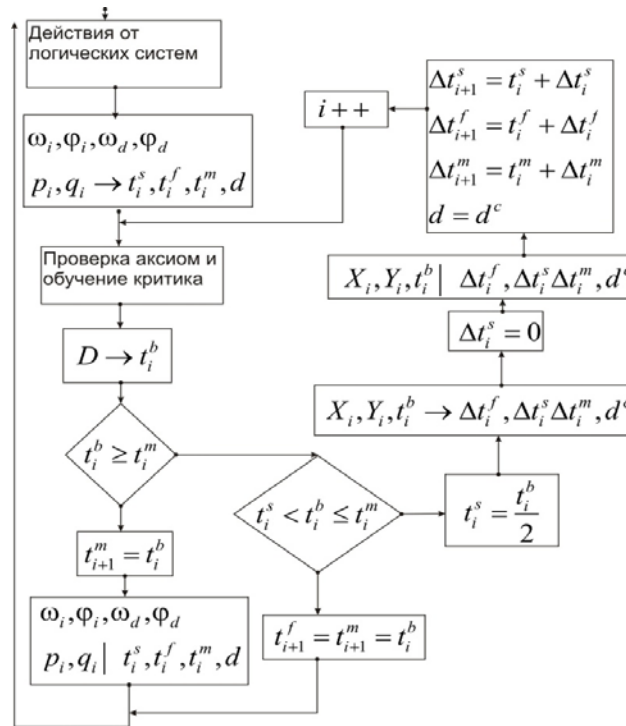 Действия от
логических систем
ω_i, φ_i, ω_d, φ_d
p_i, q_i → t_i^s, t_i^f, t_i^m, d
Проверка аксиом и
обучение критика
D → t_i^b
t_i^b ≥ t_i^m
t_{i+1}^m = t_i^b
ω_i, φ_i, ω_d, φ_d
p_i, q_i | t_i^s, t_i^f, t_i^m, d
t_i^s < t_i^b ≤ t_i^m
t_{i+1}^f = t_{i+1}^m = t_i^b
t_i^s = t_i^b / 2
X_i, Y_i, t_i^b → Δt_i^f, Δt_i^s Δt_i^m, d^c
Δt_i^s = 0
X_i, Y_i, t_i^b | Δt_i^f, Δt_i^s Δt_i^m, d^c
Δt_{i+1}^s = t_i^s + Δt_i^s
Δt_{i+1}^f = t_i^f + Δt_i^f
Δt_{i+1}^m = t_i^m + Δt_i^m
d = d^c
i++